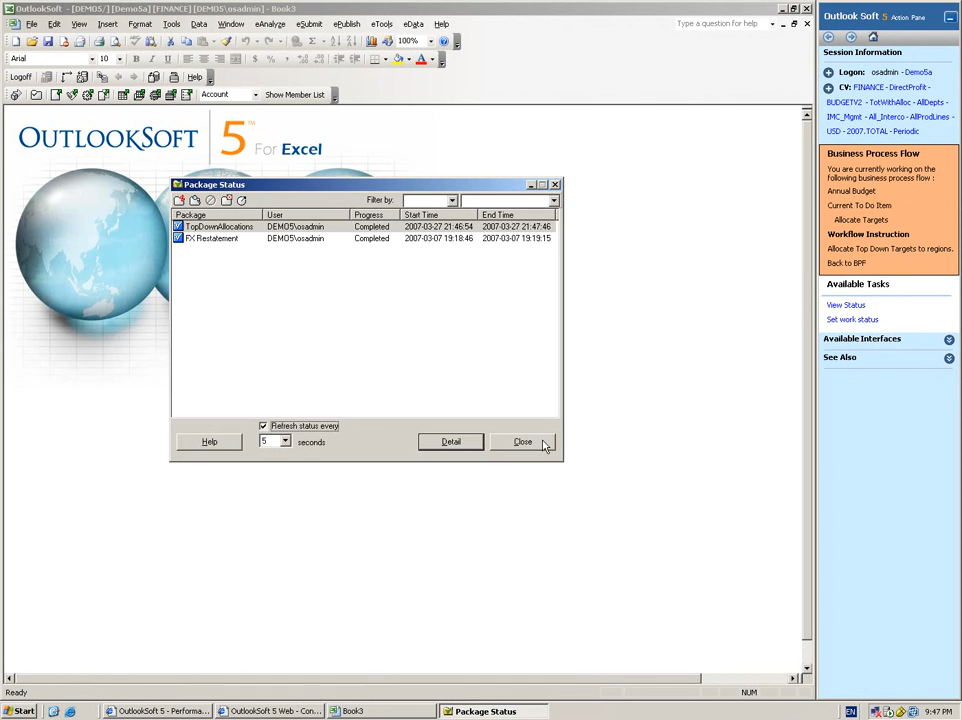 OutlookSoft - [DEMO5/] [Demo5a] [FINANCE] [DEMO5\osadmin] - Book3
File Edit View Insert Format Tools Data Window eAnalyze eSubmit ePublish eTools eData Help
Type a question for help
100%
Arial 10 B I U $ %
Logoff Help
Account Show Member List
OUTLOOKSOFT 5™ For Excel
Package Status
Filter by:
Package User Progress Start Time End Time
TopDownAllocations DEMO5\osadmin Completed 2007-03-27 21:46:54 2007-03-27 21:47:46
FX Restatement DEMO5\osadmin Completed 2007-03-07 19:18:46 2007-03-07 19:19:15
Refresh status every
Help 5 seconds Detail Close
Outlook Soft 5 Action Pane
Session Information
Logon: osadmin - Demo5a
CV: FINANCE - DirectProfit -
BUDGETV2 - TotWithAlloc - AllDepts -
IMC_Mgmt - All_Interco - AllProdLines -
USD - 2007.TOTAL - Periodic
Business Process Flow
You are currently working on the
following business process flow :
Annual Budget
Current To Do Item
Allocate Targets
Workflow Instruction
Allocate Top Down Targets to regions.
Back to BPF
Available Tasks
View Status
Set work status
Available Interfaces
See Also
Ready NUM
Start OutlookSoft 5 - Performa... OutlookSoft 5 Web - Con... Book3 Package Status EN 9:47 PM